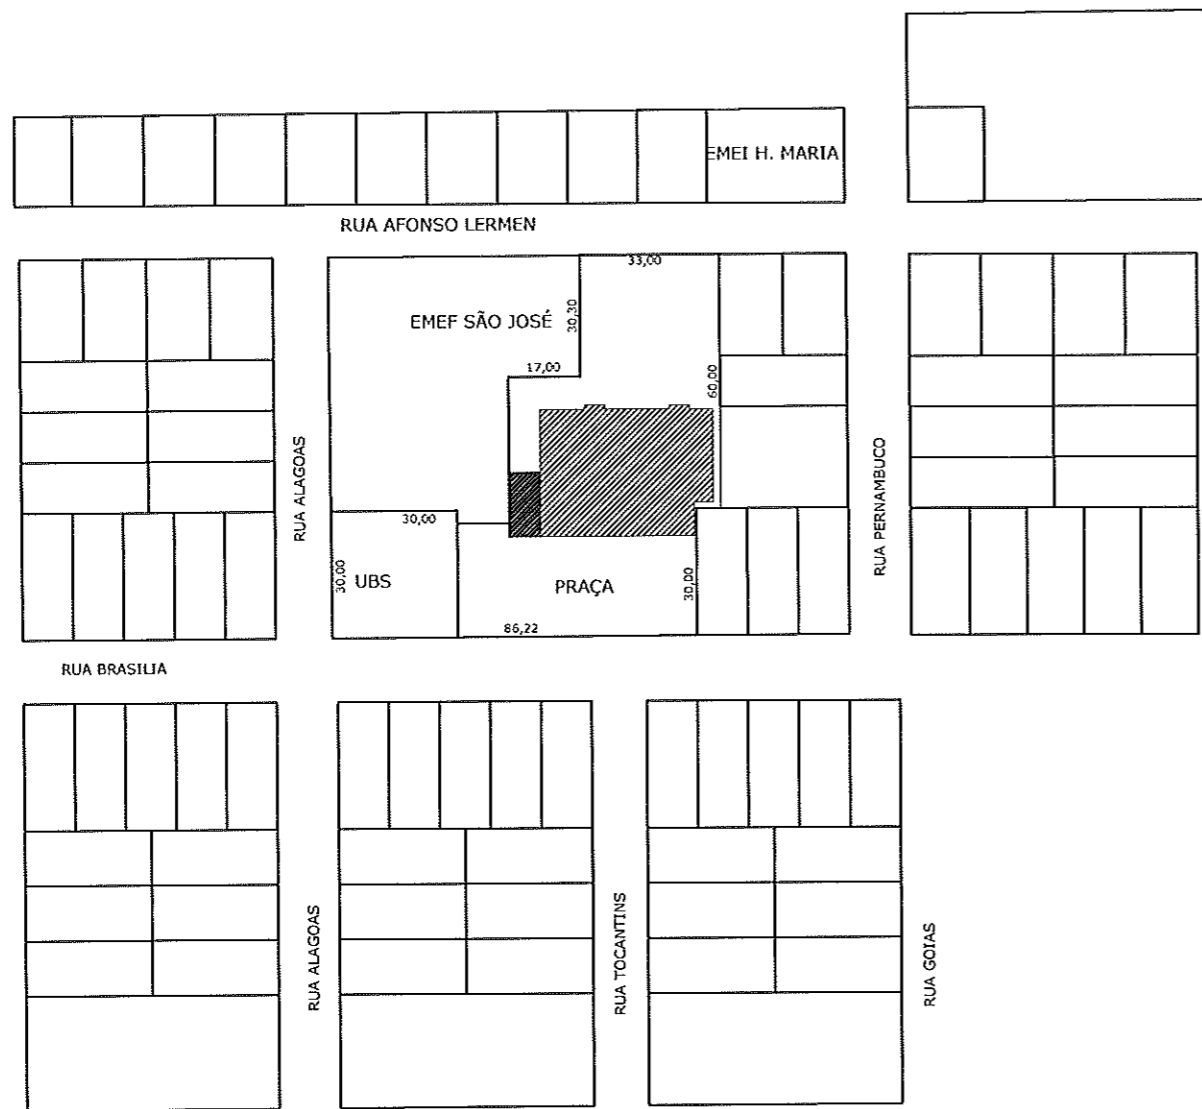 EMEI H. MARIA
RUA AFONSO LERMEN
33,00
EMEF SÃO JOSÉ
30,30
17,00
60,00
RUA ALAGOAS
RUA PERNAMBUCO
30,00
30,00
UBS
PRAÇA
30,00
86,22
RUA BRASILIA
RUA ALAGOAS
RUA TOCANTINS
RUA GOIAS